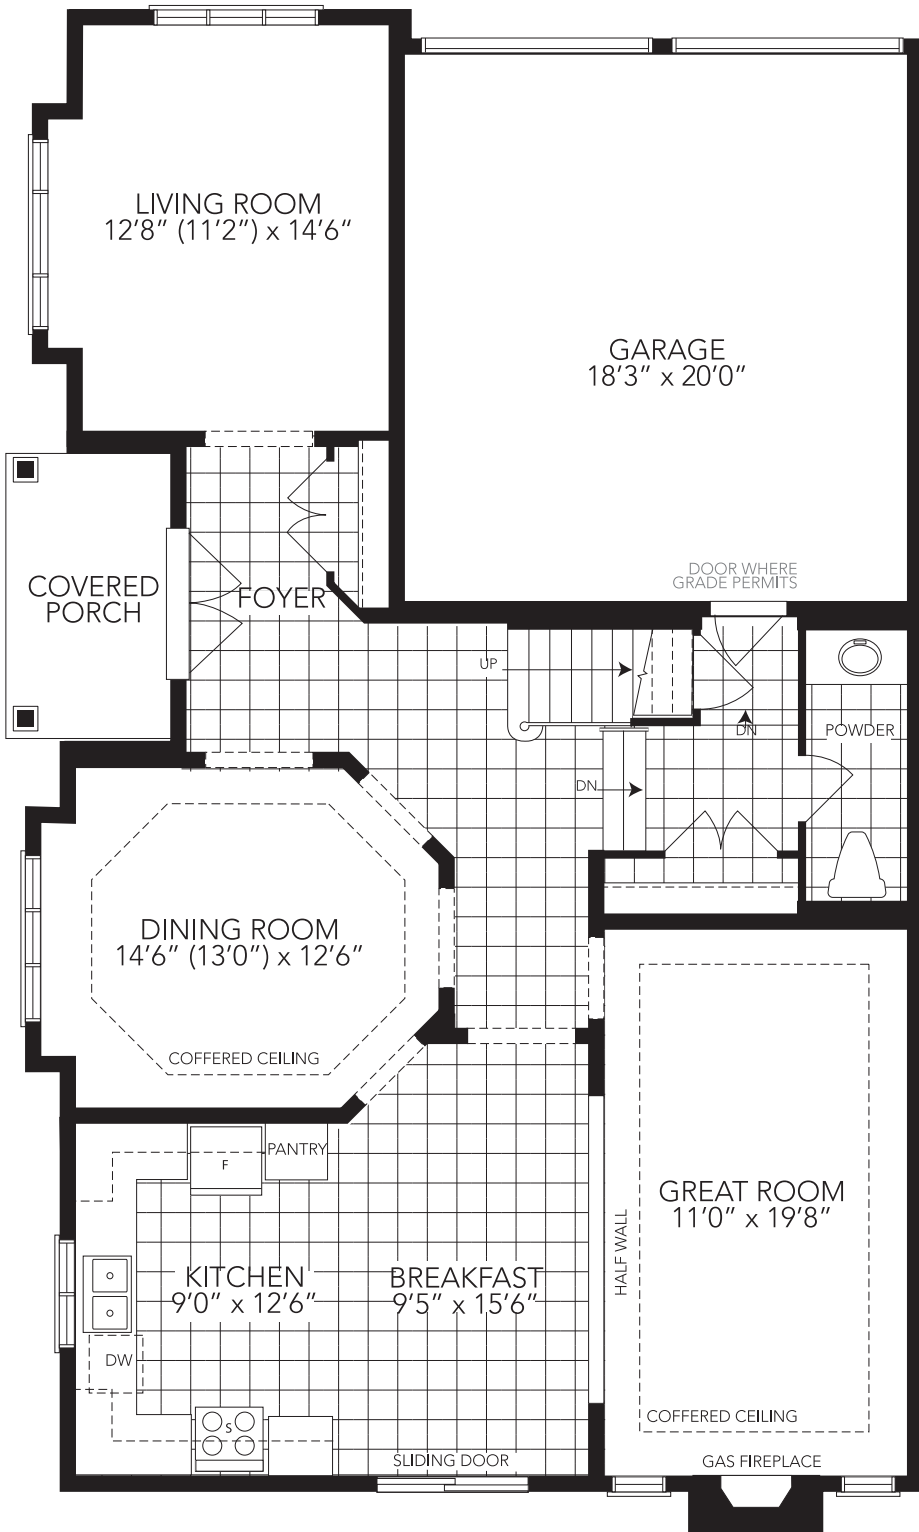 LIVING ROOM
12'8" (11'2") x 14'6"
GARAGE
18'3" x 20'0"
DOOR WHERE
GRADE PERMITS
COVERED
PORCH
FOYER
UP
DN
POWDER
DN
DINING ROOM
14'6" (13'0") x 12'6"
COFFERED CEILING
PANTRY
F
GREAT ROOM
11'0" x 19'8"
HALF WALL
KITCHEN
9'0" x 12'6"
BREAKFAST
9'5" x 15'6"
DW
S
COFFERED CEILING
SLIDING DOOR
GAS FIREPLACE